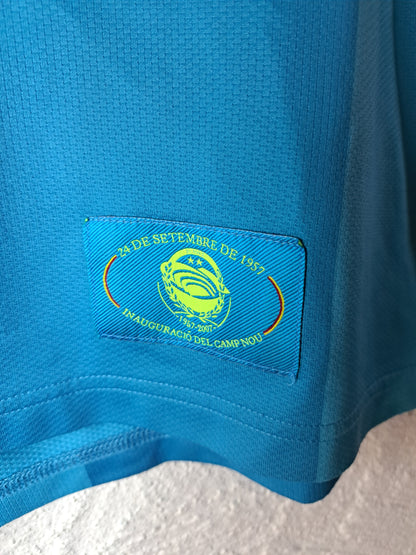 24 DE SETEMBRE DE 1957
·1957-2007·
INAUGURACIÓ DEL CAMP NOU